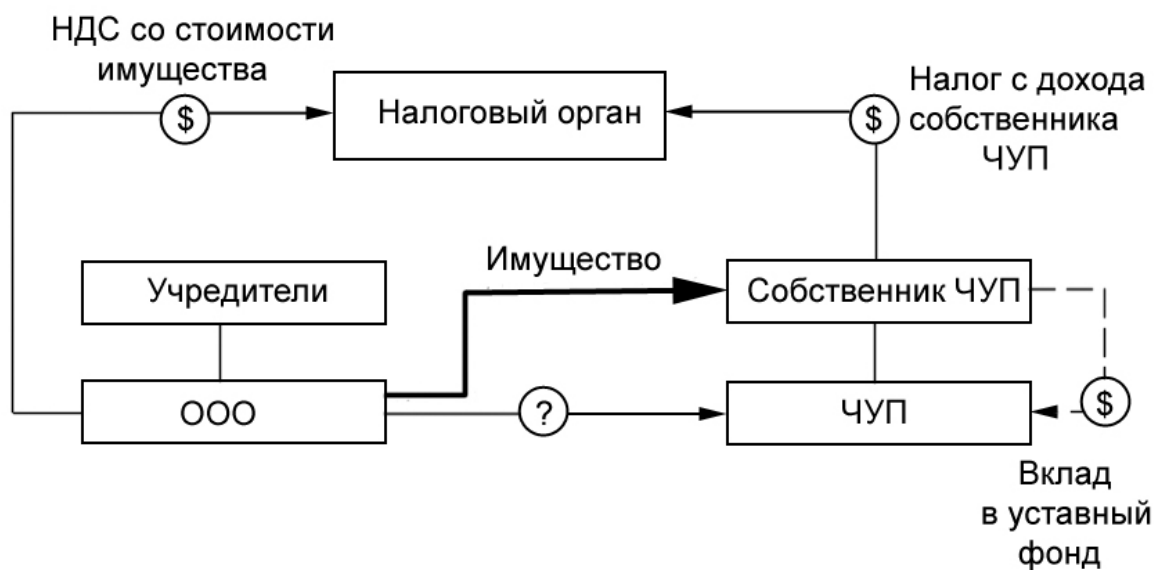 НДС со стоимости
имущества
$
Налоговый орган
$
Налог с дохода
собственника
ЧУП
Имущество
Учредители
Собственник ЧУП
ООО
?
ЧУП
$
Вклад
в уставный
фонд